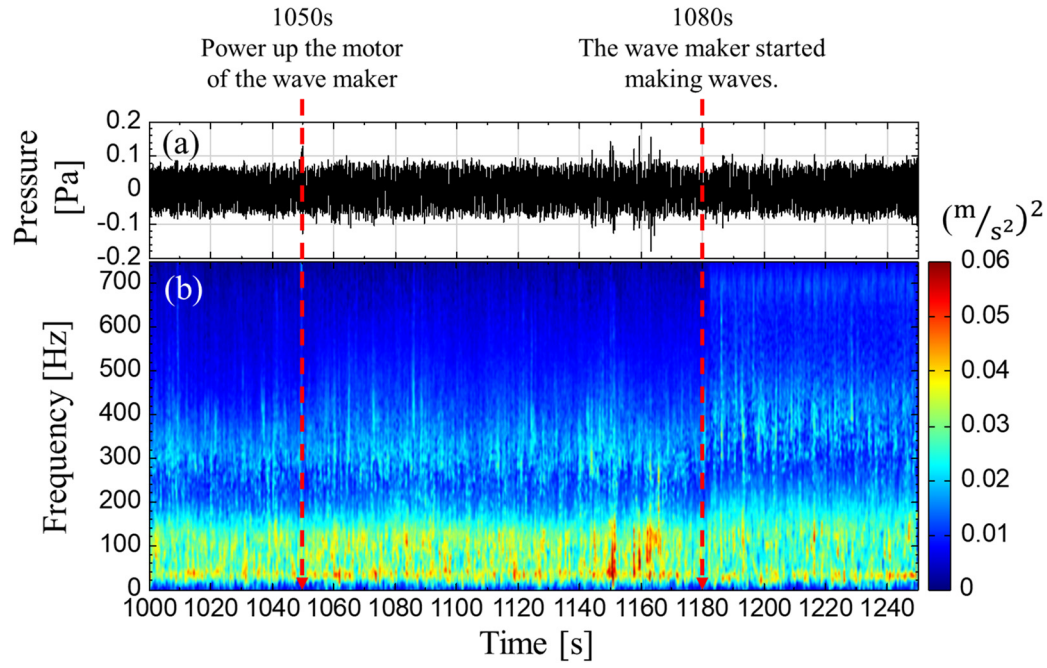 1050s
Power up the motor
of the wave maker
1080s
The wave maker started
making waves.
(a)
0.2
0.1
0
-0.1
-0.2
Pressure
[Pa]
(m/s²)²
(b)
700
600
500
400
300
200
100
0
Frequency [Hz]
0.06
0.05
0.04
0.03
0.02
0.01
0
1000 1020 1040 1060 1080 1100 1120 1140 1160 1180 1200 1220 1240
Time [s]